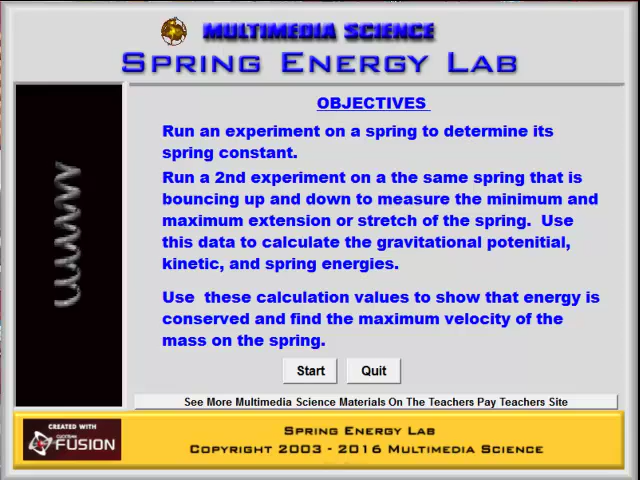 MULTIMEDIA SCIENCE
SPRING ENERGY LAB
OBJECTIVES
Run an experiment on a spring to determine its
spring constant.
Run a 2nd experiment on a the same spring that is
bouncing up and down to measure the minimum and
maximum extension or stretch of the spring. Use
this data to calculate the gravitational potenitial,
kinetic, and spring energies.
Use these calculation values to show that energy is
conserved and find the maximum velocity of the
mass on the spring.
Start Quit
See More Multimedia Science Materials On The Teachers Pay Teachers Site
CREATED WITH
FUSION
SPRING ENERGY LAB
COPYRIGHT 2003 - 2016 MULTIMEDIA SCIENCE